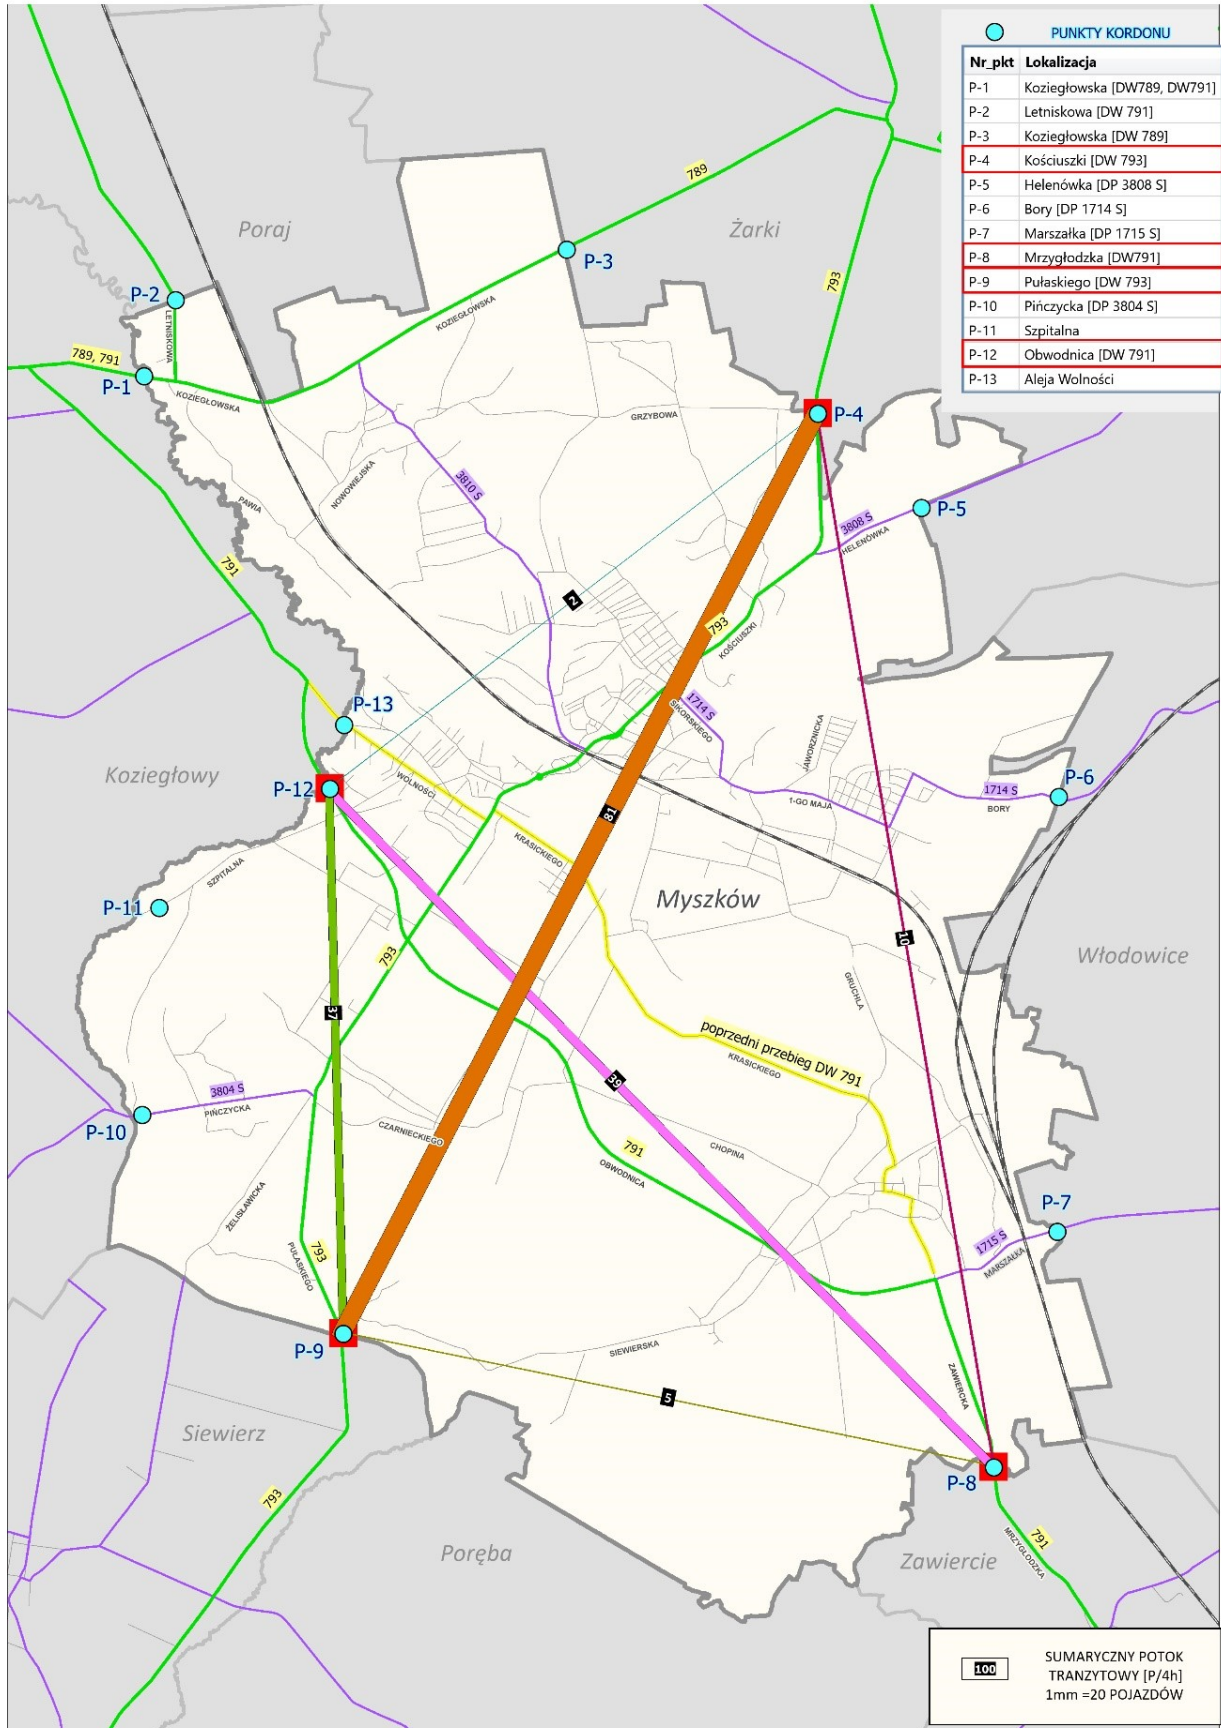 PUNKTY KORDONU
Nr_pkt Lokalizacja
P-1 Koziegłowska [DW789, DW791]
P-2 Letniskowa [DW 791]
P-3 Koziegłowska [DW 789]
P-4 Kościuszki [DW 793]
P-5 Helenówka [DP 3808 S]
P-6 Bory [DP 1714 S]
P-7 Marszałka [DP 1715 S]
P-8 Mrzygłodzka [DW791]
P-9 Pułaskiego [DW 793]
P-10 Pińczycka [DP 3804 S]
P-11 Szpitalna
P-12 Obwodnica [DW 791]
P-13 Aleja Wolności
789
Poraj
Żarki
P-3
793
P-2
LETNISKOWA
KOZIEGŁOWSKA
789, 791
P-1
KOZIEGŁOWSKA
GRZYBOWA
P-4
NOWOWIEJSKA
3810 S
PAWIA
P-5
3808 S
HELENÓWKA
791
2
793
KOŚCIUSZKI
P-13
1714 S
SIKORSKIEGO
JAWORZNICKA
Koziegłowy
P-12
WOLNOŚCI
P-6
1714 S
BORY
1-GO MAJA
81
KRASICKIEGO
SZPITALNA
Myszków
P-11
10
793
Włodowice
GRUCHLA
37
poprzedni przebieg DW 791
KRASICKIEGO
39
3804 S
PIŃCZYCKA
P-10
CZARNIECKIEGO
791
CHOPINA
OBWODNICA
ŻELISŁAWICKA
P-7
1715 S
MARSZAŁKA
793
PUŁASKIEGO
P-9
SIEWIERSKA
ZAWIERCKA
5
Siewierz
P-8
793
791
MRZYGŁODZKA
Poręba
Zawiercie
100
SUMARYCZNY POTOK
TRANZYTOWY [P/4h]
1mm =20 POJAZDÓW